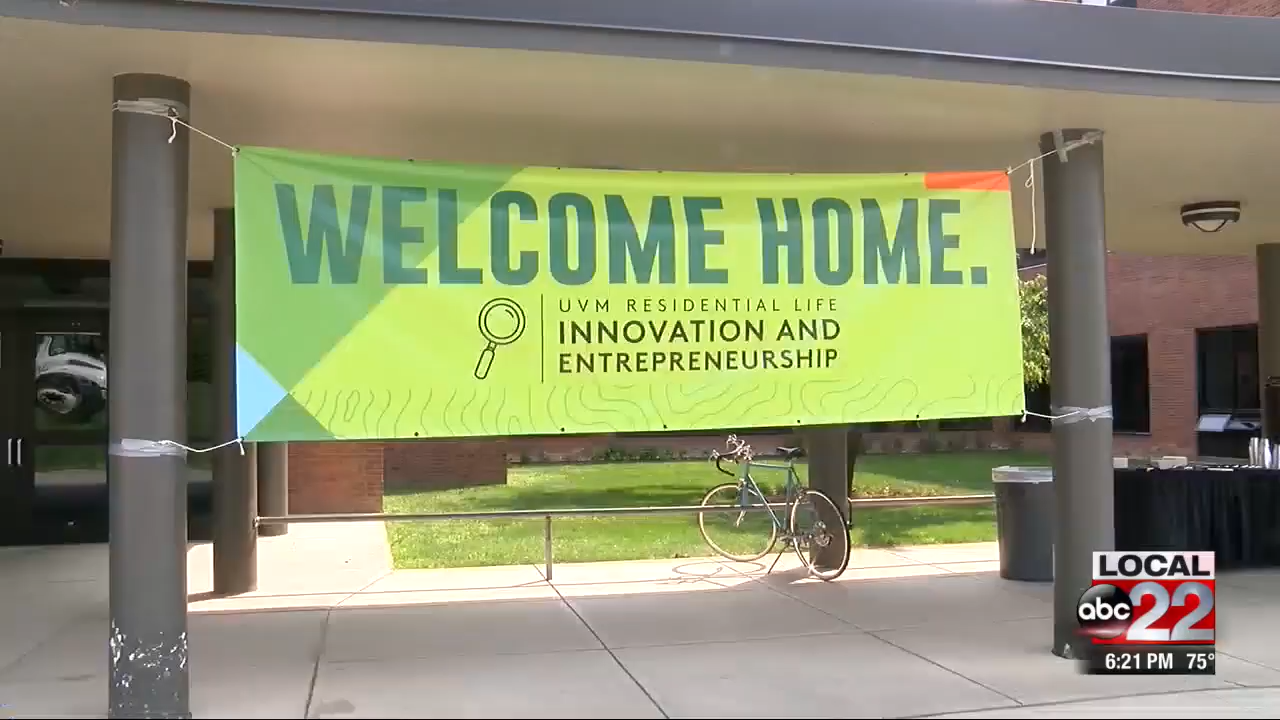 WELCOME HOME.
UVM RESIDENTIAL LIFE
INNOVATION AND
ENTREPRENEURSHIP
LOCAL
abc 22
6:21 PM 75°